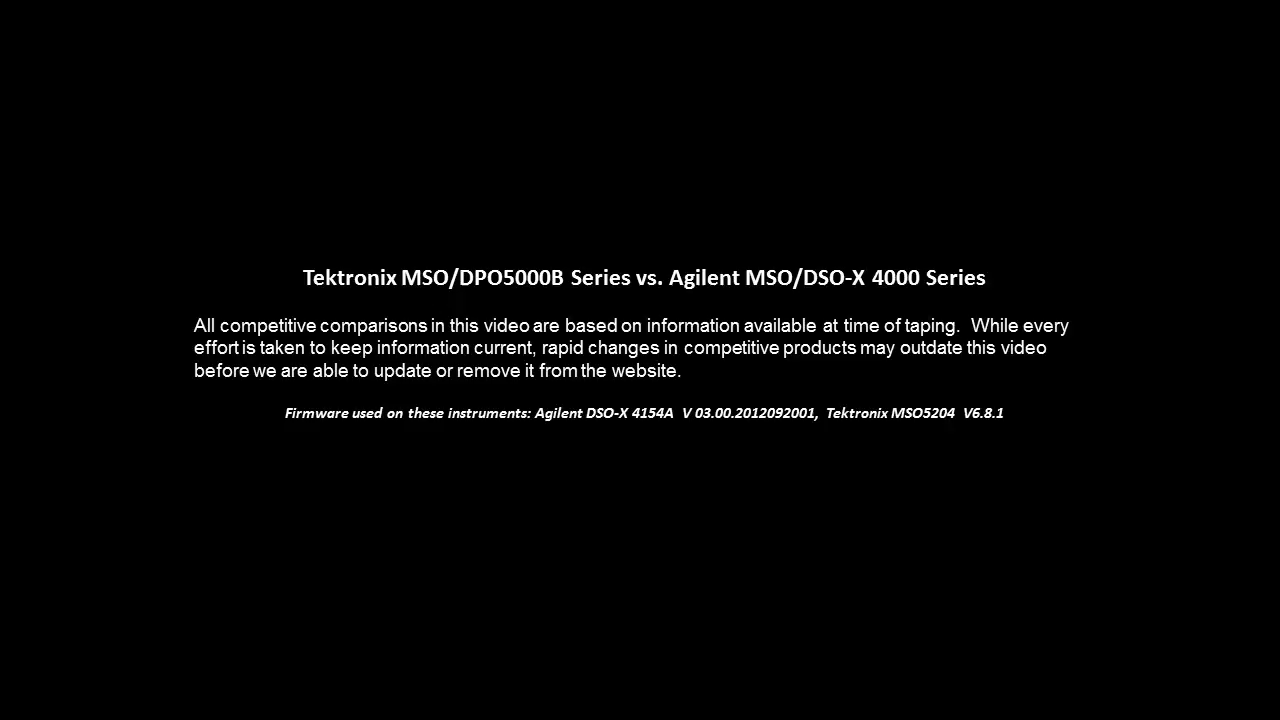 Tektronix MSO/DPO5000B Series vs. Agilent MSO/DSO-X 4000 Series
All competitive comparisons in this video are based on information available at time of taping.  While every
effort is taken to keep information current, rapid changes in competitive products may outdate this video
before we are able to update or remove it from the website.
Firmware used on these instruments: Agilent DSO-X 4154A  V 03.00.2012092001,  Tektronix MSO5204  V6.8.1